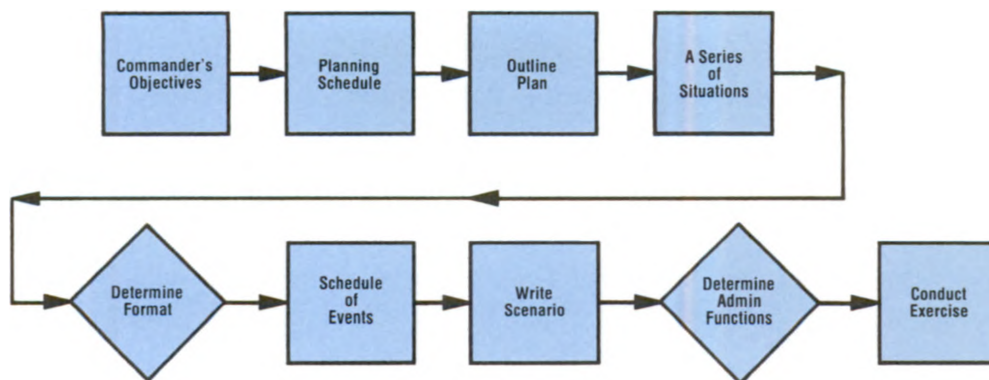 Commander's
Objectives
Planning
Schedule
Outline
Plan
A Series
of
Situations
Determine
Format
Schedule
of
Events
Write
Scenario
Determine
Admin
Functions
Conduct
Exercise